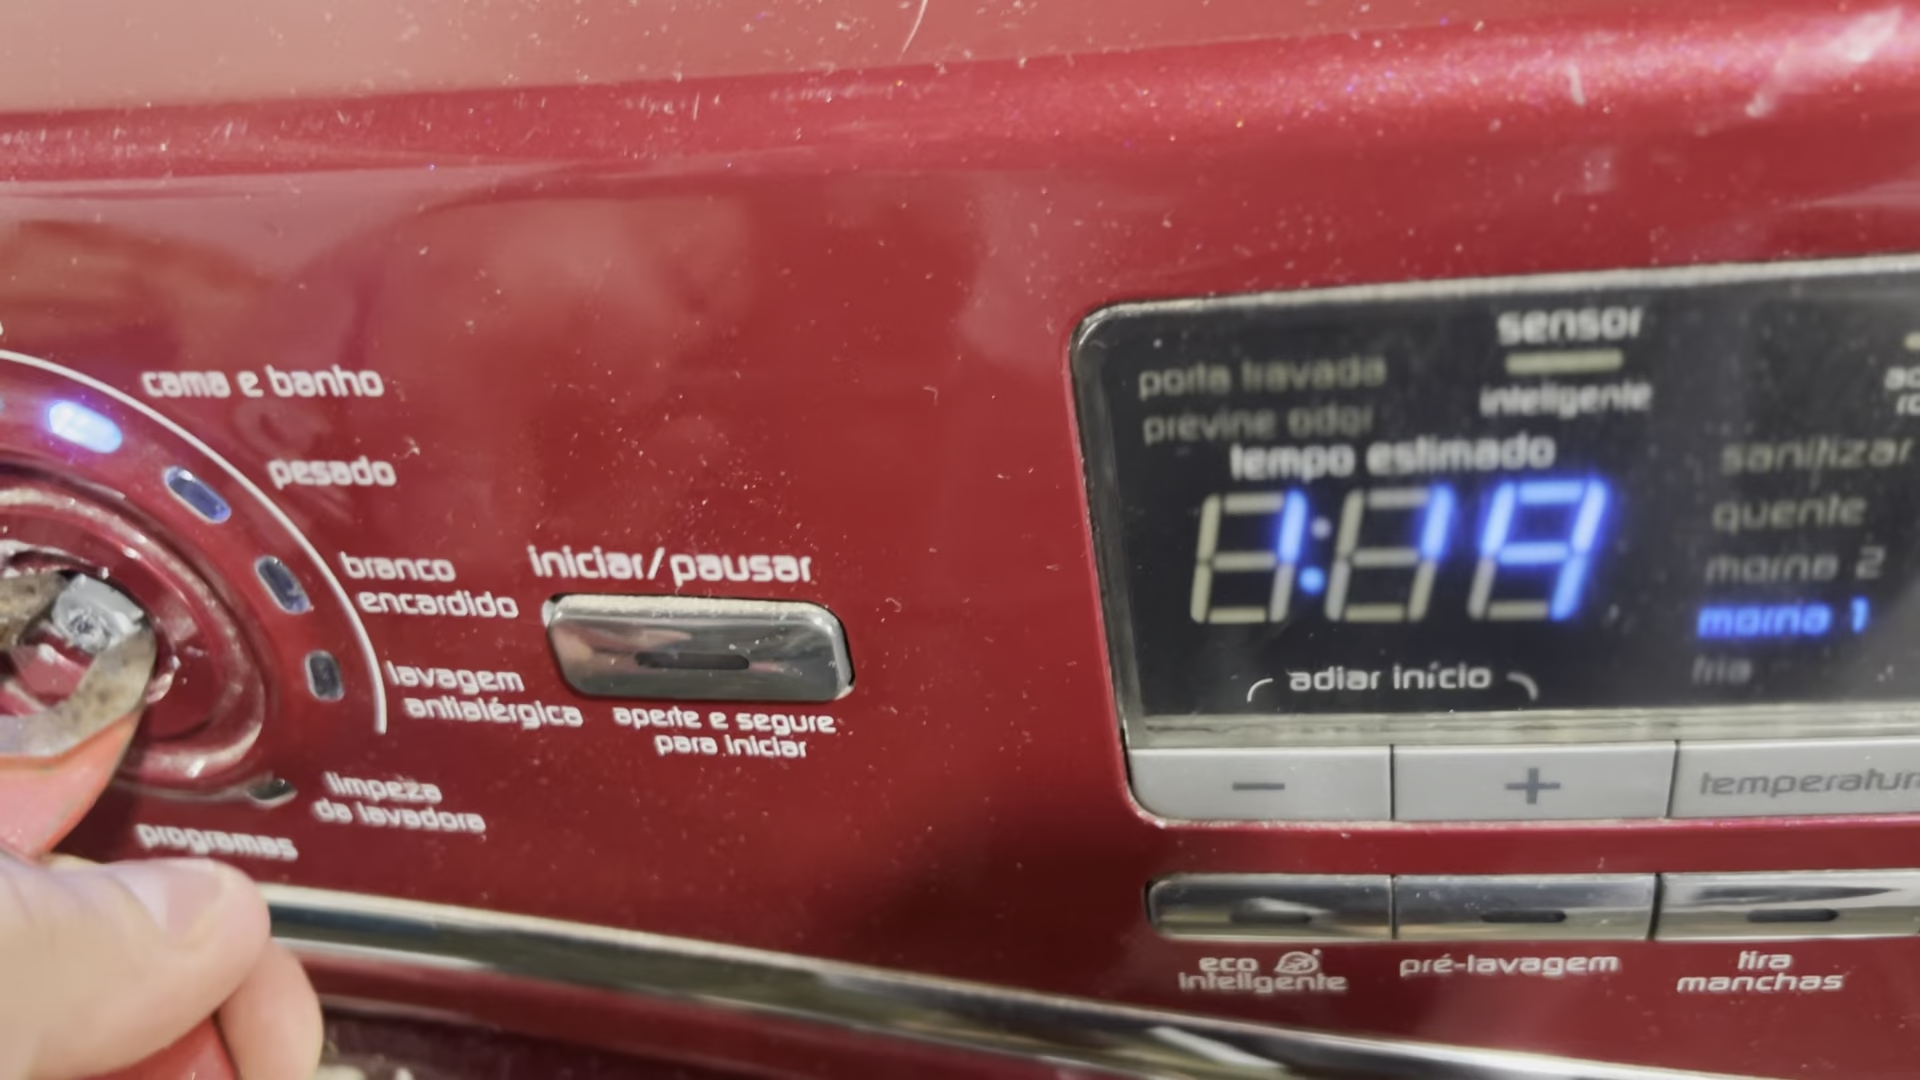 cama e banho
pesado
branco
encardido
lavagem
antialérgica
limpeza
da lavadora
programas
iniciar/pausar
aperte e segure
para iniciar
porta travada
previne odor
sensor
inteligente
tempo estimado
1:19
adiar início
sanitizar
quente
morna 2
morna 1
fria
−
+
eco
inteligente
pré-lavagem
tira
manchas